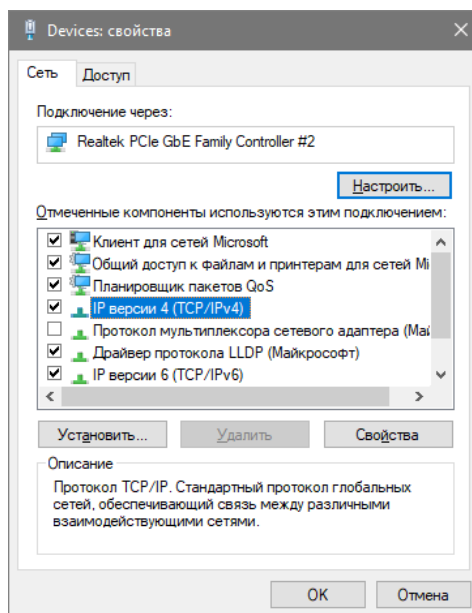 Devices: свойства
Сеть
Доступ
Подключение через:
Realtek PCIe GbE Family Controller #2
Настроить...
Отмеченные компоненты используются этим подключением:
Клиент для сетей Microsoft
Общий доступ к файлам и принтерам для сетей Mi
Планировщик пакетов QoS
IP версии 4 (TCP/IPv4)
Протокол мультиплексора сетевого адаптера (Май
Драйвер протокола LLDP (Майкрософт)
IP версии 6 (TCP/IPv6)
Установить...
Удалить
Свойства
Описание
Протокол TCP/IP. Стандартный протокол глобальных
сетей, обеспечивающий связь между различными
взаимодействующими сетями.
OK
Отмена